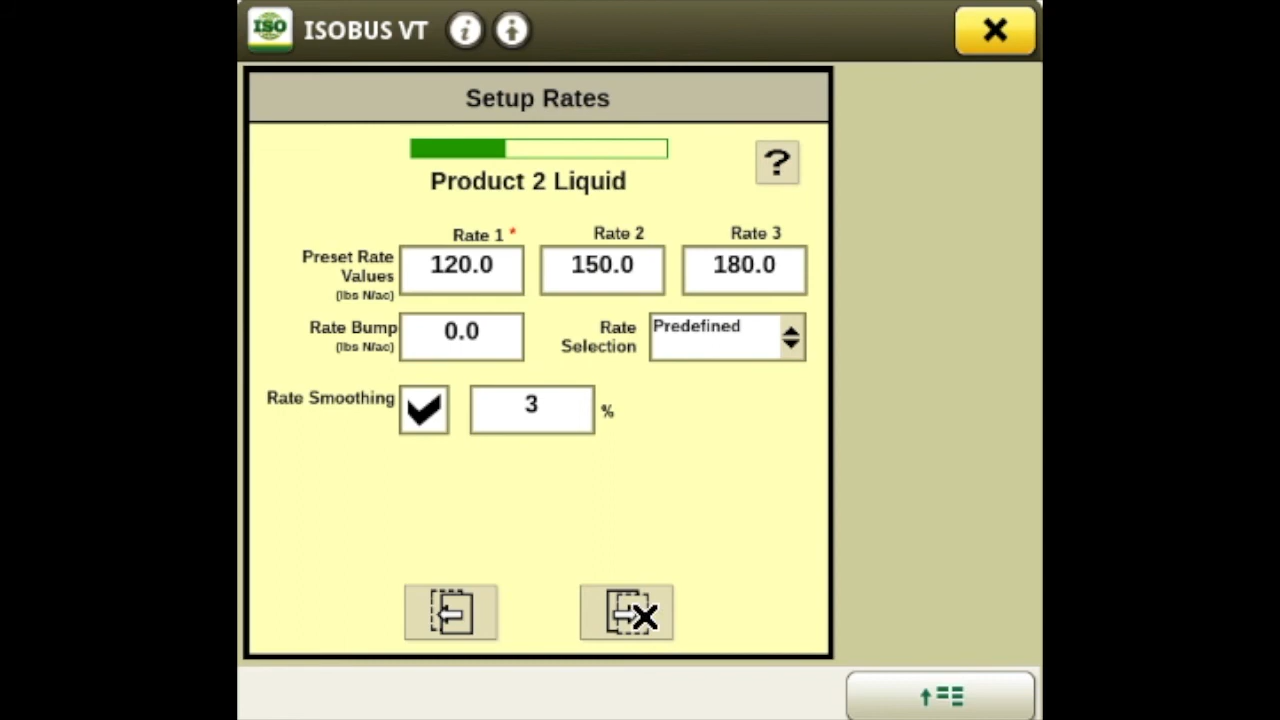 ISO ISOBUS VT i
Setup Rates
?
Product 2 Liquid
Rate 1 * Rate 2 Rate 3
Preset Rate
Values
(lbs N/ac)
120.0 150.0 180.0
Rate Bump
(lbs N/ac)
0.0
Rate
Selection
Predefined
Rate Smoothing
3 %